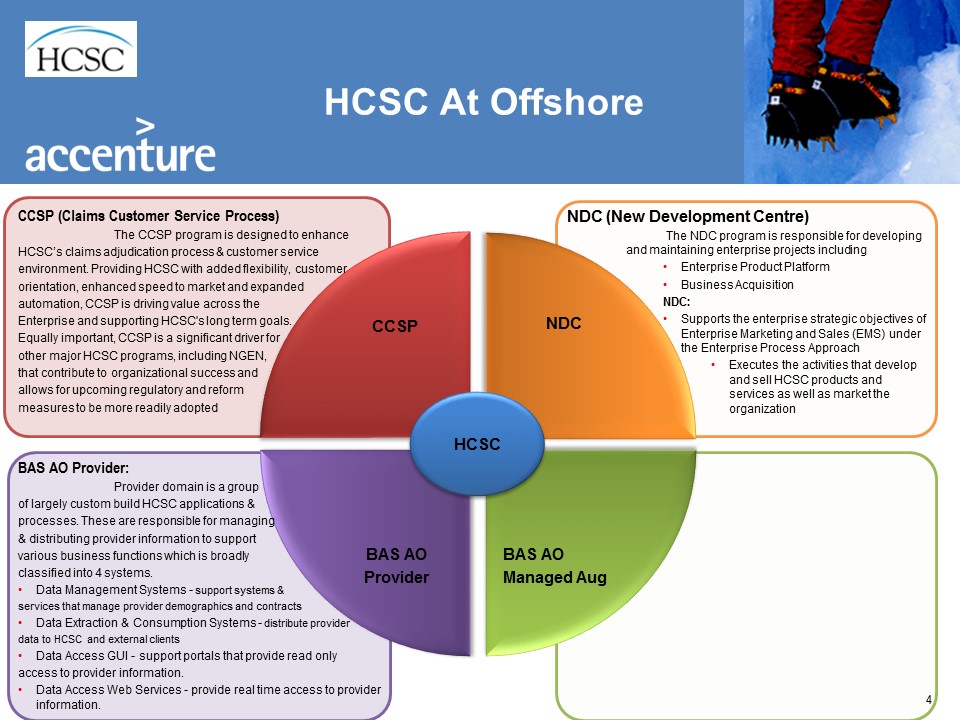 HCSC
HCSC At Offshore
>
accenture
CCSP (Claims Customer Service Process)
The CCSP program is designed to enhance
HCSC's claims adjudication process & customer service
environment. Providing HCSC with added flexibility, customer
orientation, enhanced speed to market and expanded
automation, CCSP is driving value across the
Enterprise and supporting HCSC's long term goals.
Equally important, CCSP is a significant driver for
other major HCSC programs, including NGEN,
that contribute to organizational success and
allows for upcoming regulatory and reform
measures to be more readily adopted
NDC (New Development Centre)
The NDC program is responsible for developing
and maintaining enterprise projects including
• Enterprise Product Platform
• Business Acquisition
NDC:
• Supports the enterprise strategic objectives of
Enterprise Marketing and Sales (EMS) under
the Enterprise Process Approach
• Executes the activities that develop
and sell HCSC products and
services as well as market the
organization
CCSP
NDC
HCSC
BAS AO
Provider
BAS AO
Managed Aug
BAS AO Provider:
Provider domain is a group
of largely custom build HCSC applications &
processes. These are responsible for managing
& distributing provider information to support
various business functions which is broadly
classified into 4 systems.
• Data Management Systems - support systems &
services that manage provider demographics and contracts
• Data Extraction & Consumption Systems - distribute provider
data to HCSC and external clients
• Data Access GUI - support portals that provide read only
access to provider information.
• Data Access Web Services - provide real time access to provider
information.
4